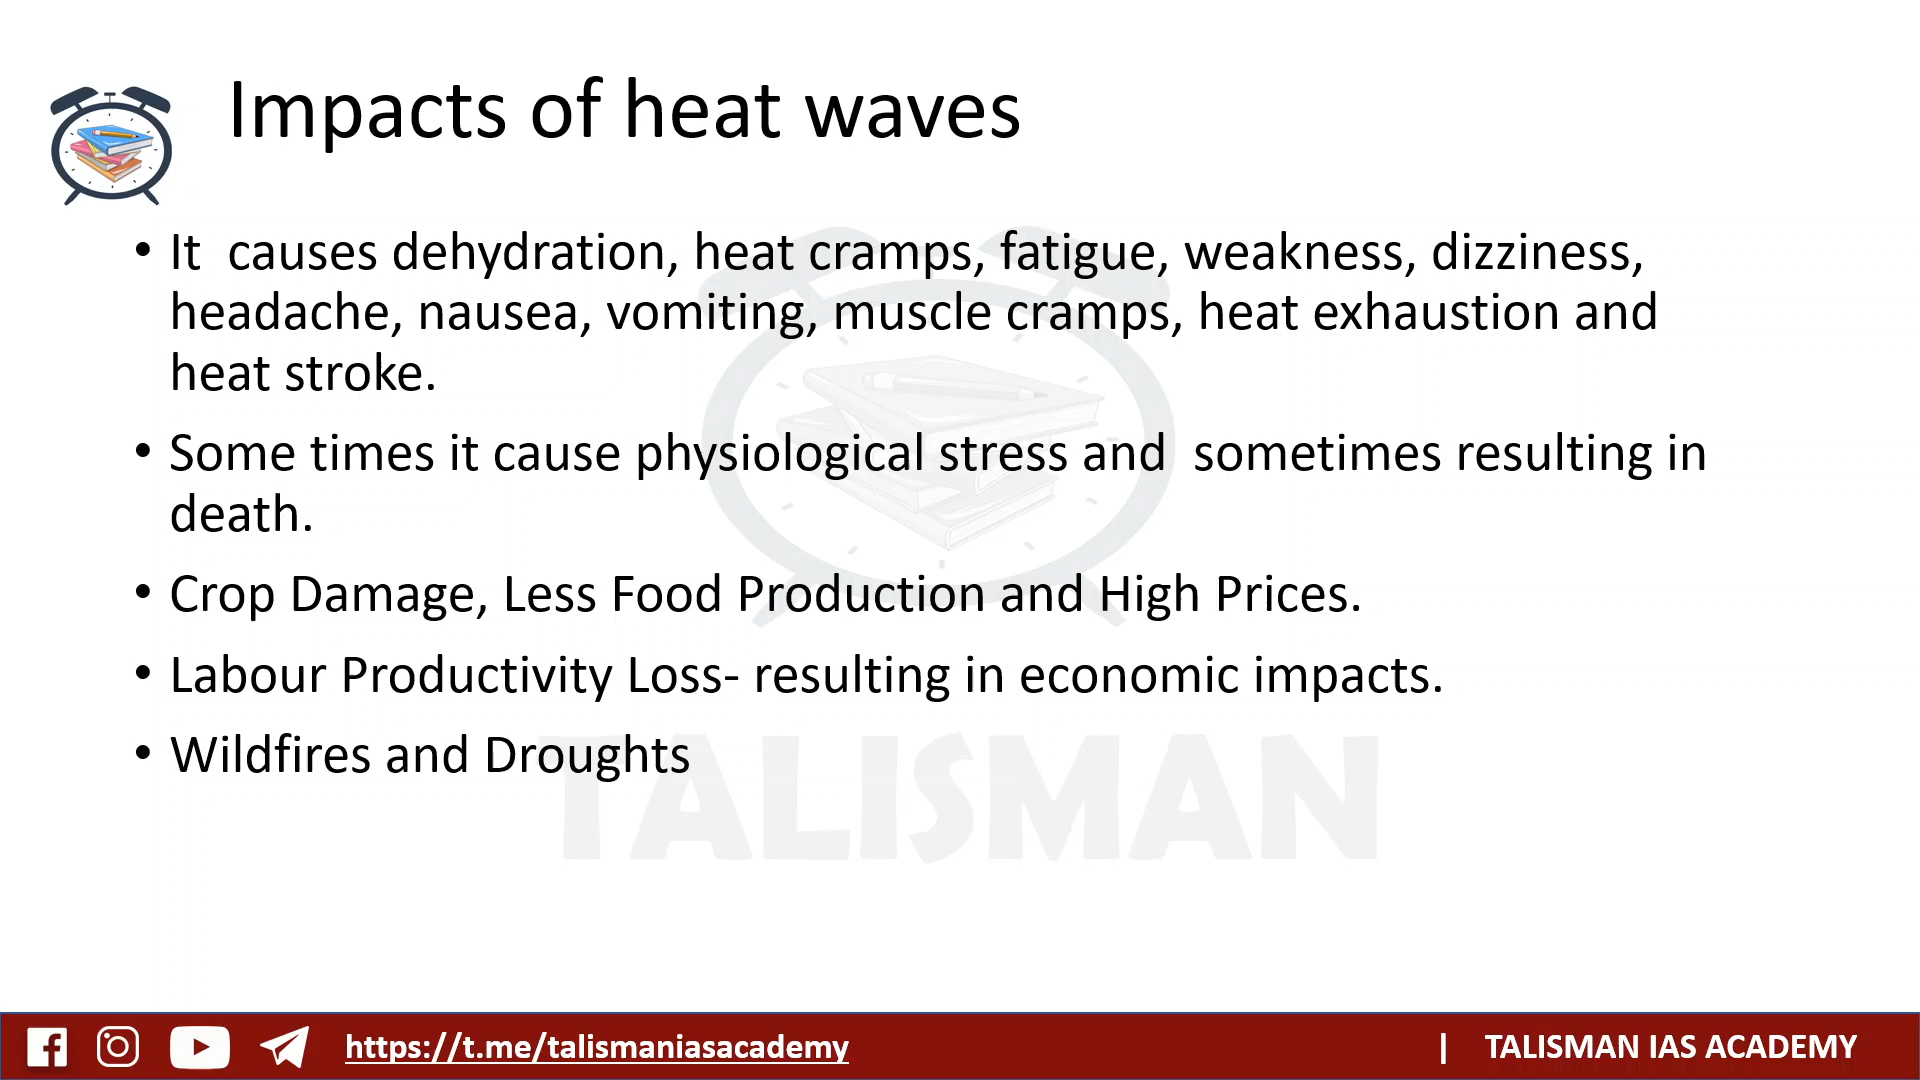 Impacts of heat waves
• It  causes dehydration, heat cramps, fatigue, weakness, dizziness,
headache, nausea, vomiting, muscle cramps, heat exhaustion and
heat stroke.
• Some times it cause physiological stress and  sometimes resulting in
death.
• Crop Damage, Less Food Production and High Prices.
• Labour Productivity Loss- resulting in economic impacts.
• Wildfires and Droughts
TALISMAN
https://t.me/talismaniasacademy
| TALISMAN IAS ACADEMY